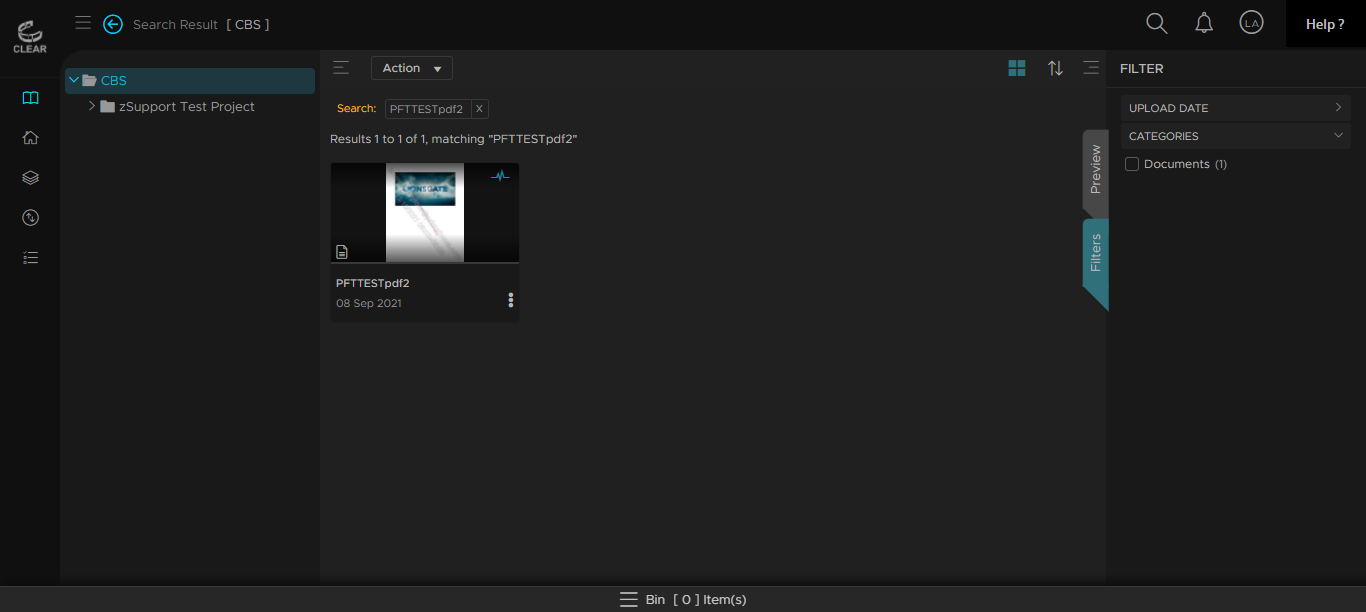 CLEAR
Search Result [ CBS ]
LA
Help ?
CBS
zSupport Test Project
Action
Search: PFTTESTpdf2 X
Results 1 to 1 of 1, matching "PFTTESTpdf2"
LIONSGATE
PFTTESTpdf2
08 Sep 2021
Preview
Filters
FILTER
UPLOAD DATE
CATEGORIES
Documents (1)
Bin [ 0 ] Item(s)